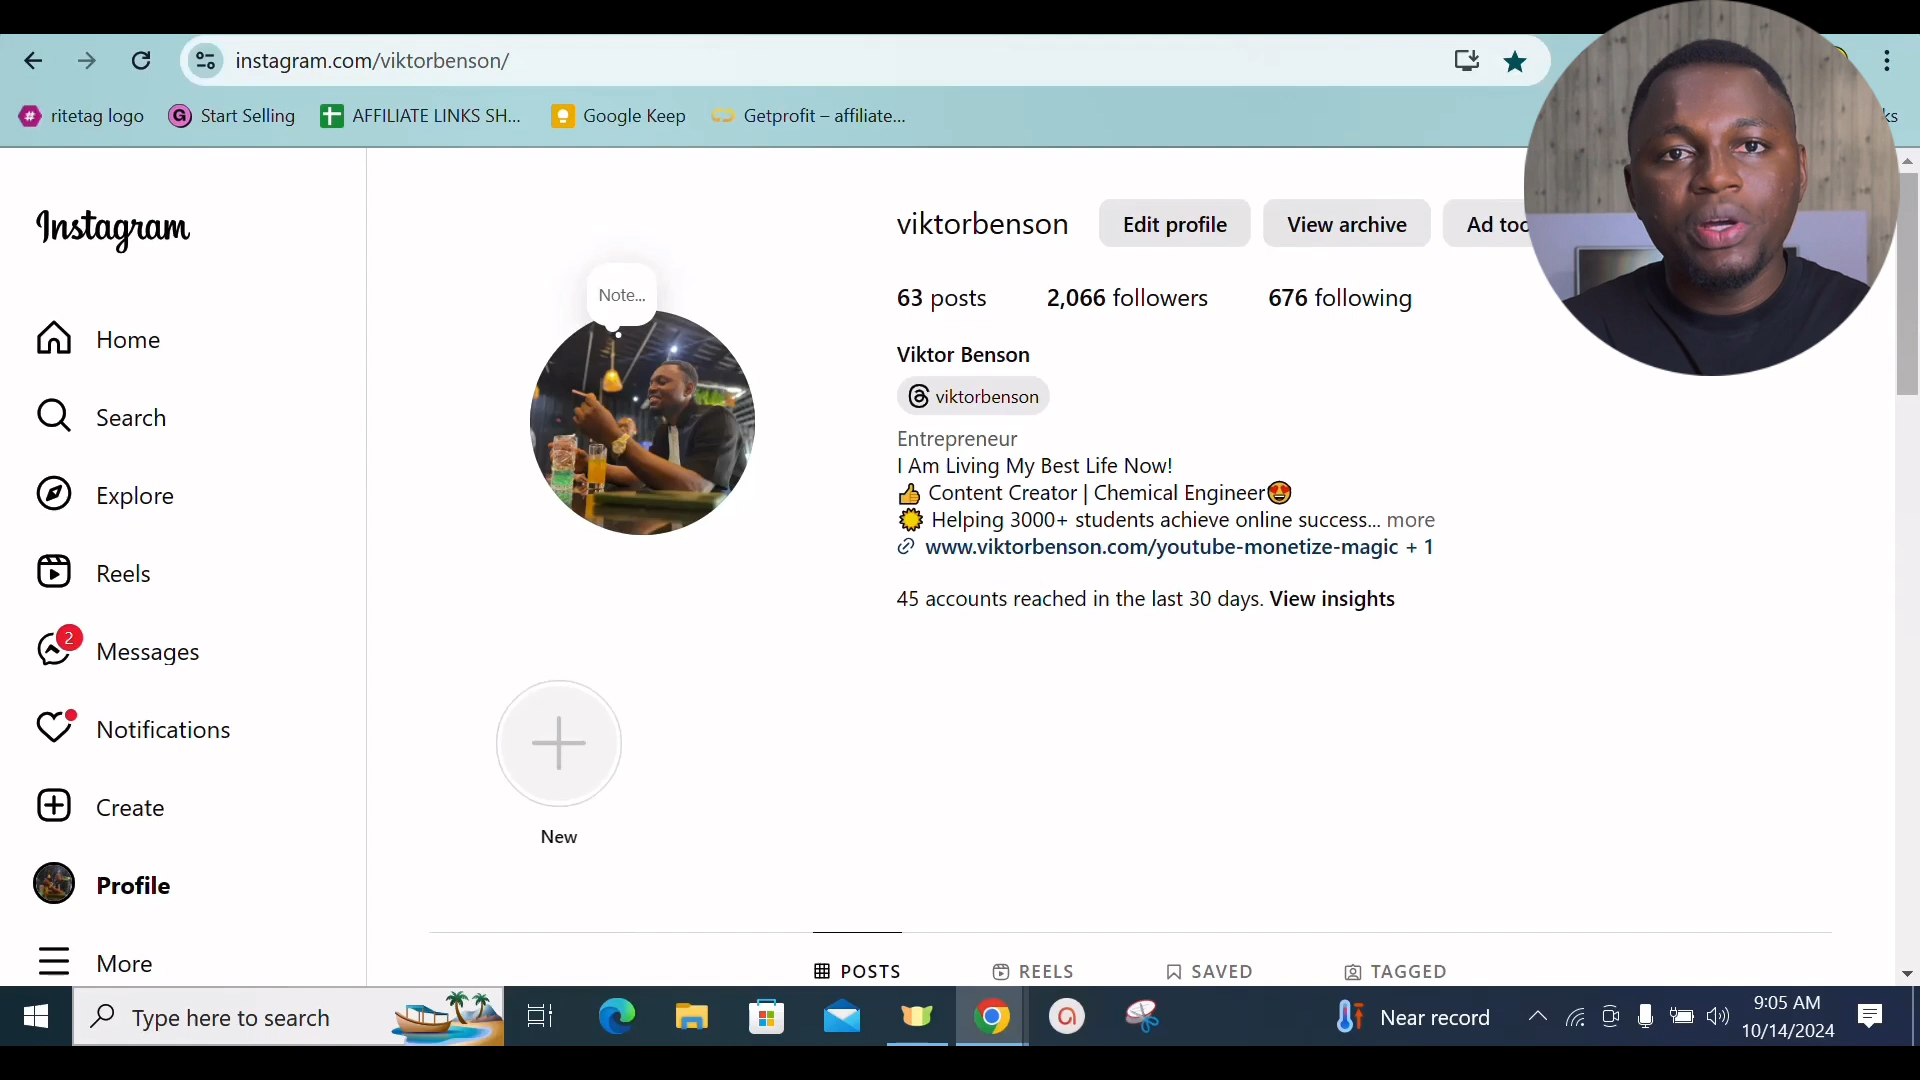 instagram.com/viktorbenson/
ritetag logo
Start Selling
AFFILIATE LINKS SH...
Google Keep
Getprofit – affiliate...
ks
Instagram
Home
Search
Explore
Reels
2
Messages
Notifications
Create
Profile
More
Note...
viktorbenson
Edit profile
View archive
Ad too
63 posts
2,066 followers
676 following
Viktor Benson
viktorbenson
Entrepreneur
I Am Living My Best Life Now!
👍 Content Creator | Chemical Engineer😍
Helping 3000+ students achieve online success... more
www.viktorbenson.com/youtube-monetize-magic + 1
45 accounts reached in the last 30 days. View insights
New
POSTS
REELS
SAVED
TAGGED
Type here to search
Near record
9:05 AM
10/14/2024